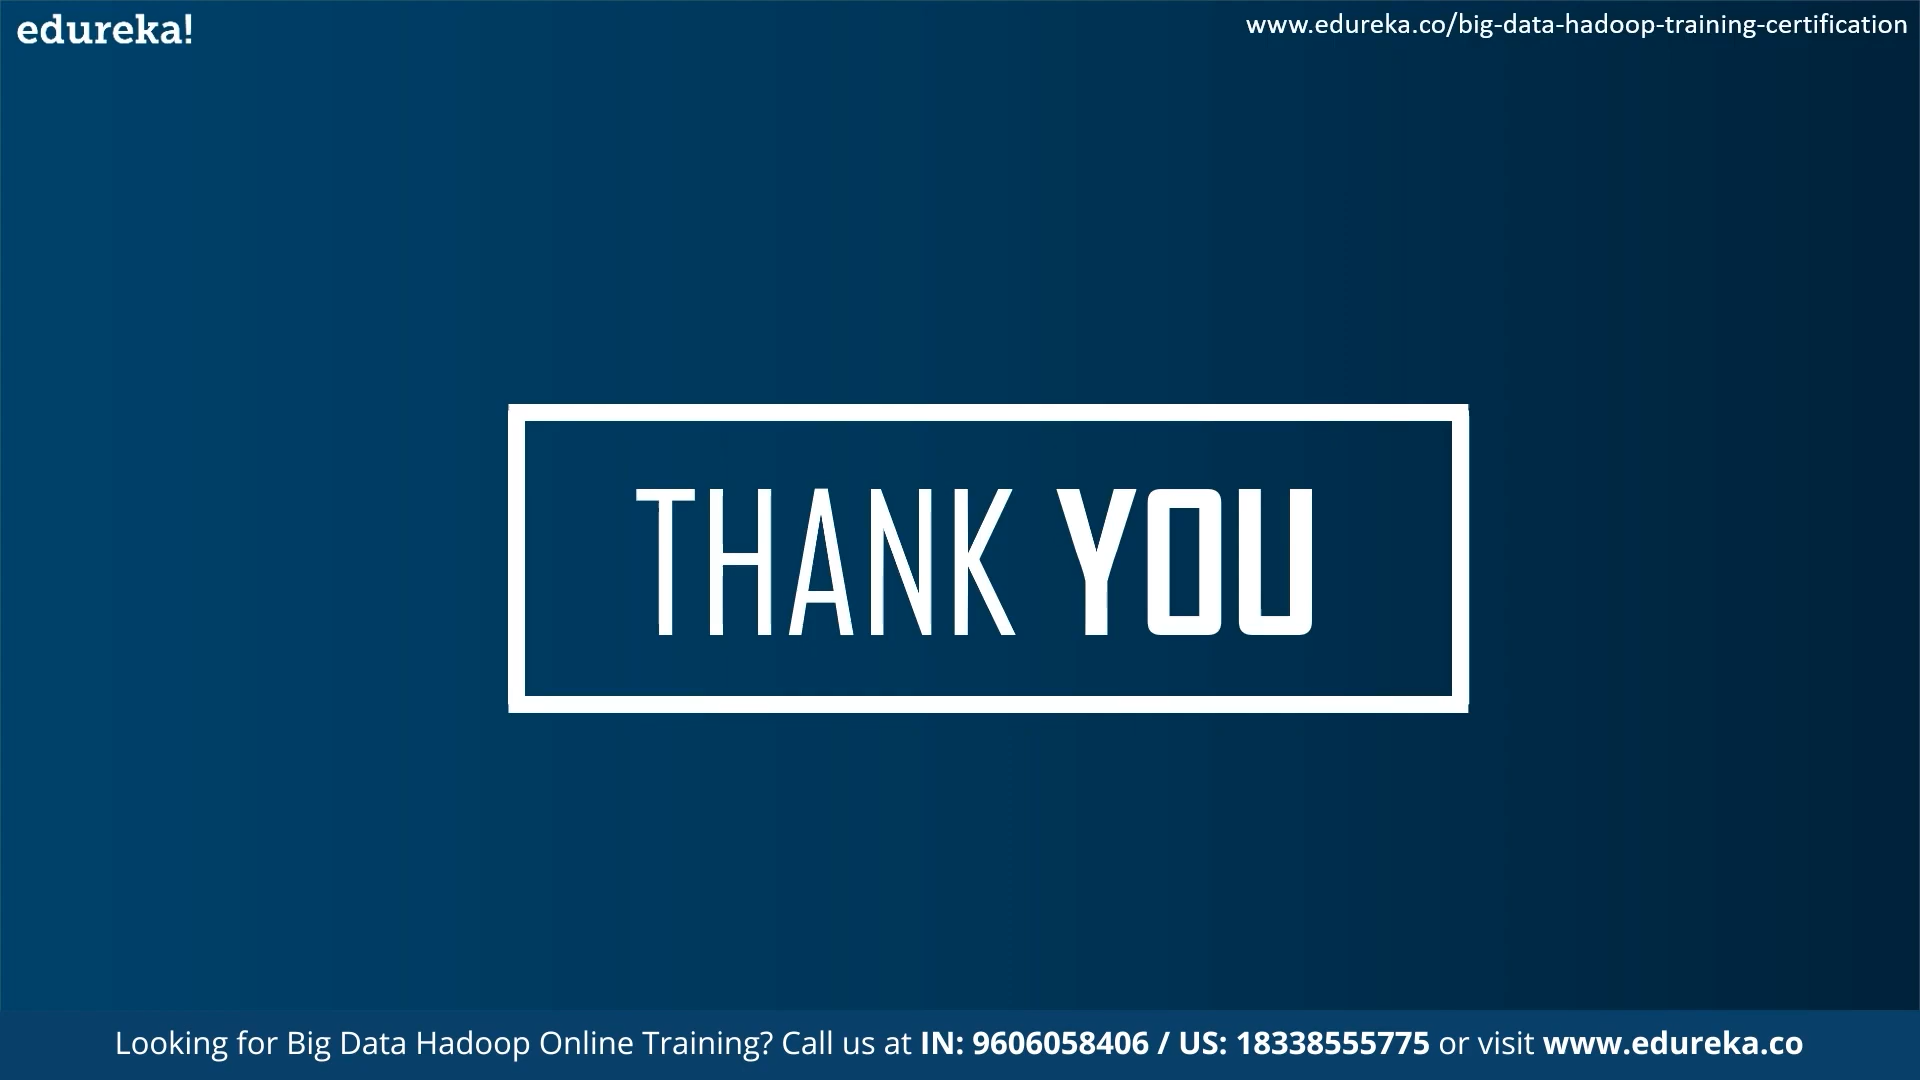 edureka!
www.edureka.co/big-data-hadoop-training-certification
THANK YOU
Looking for Big Data Hadoop Online Training? Call us at IN: 9606058406 / US: 18338555775 or visit www.edureka.co